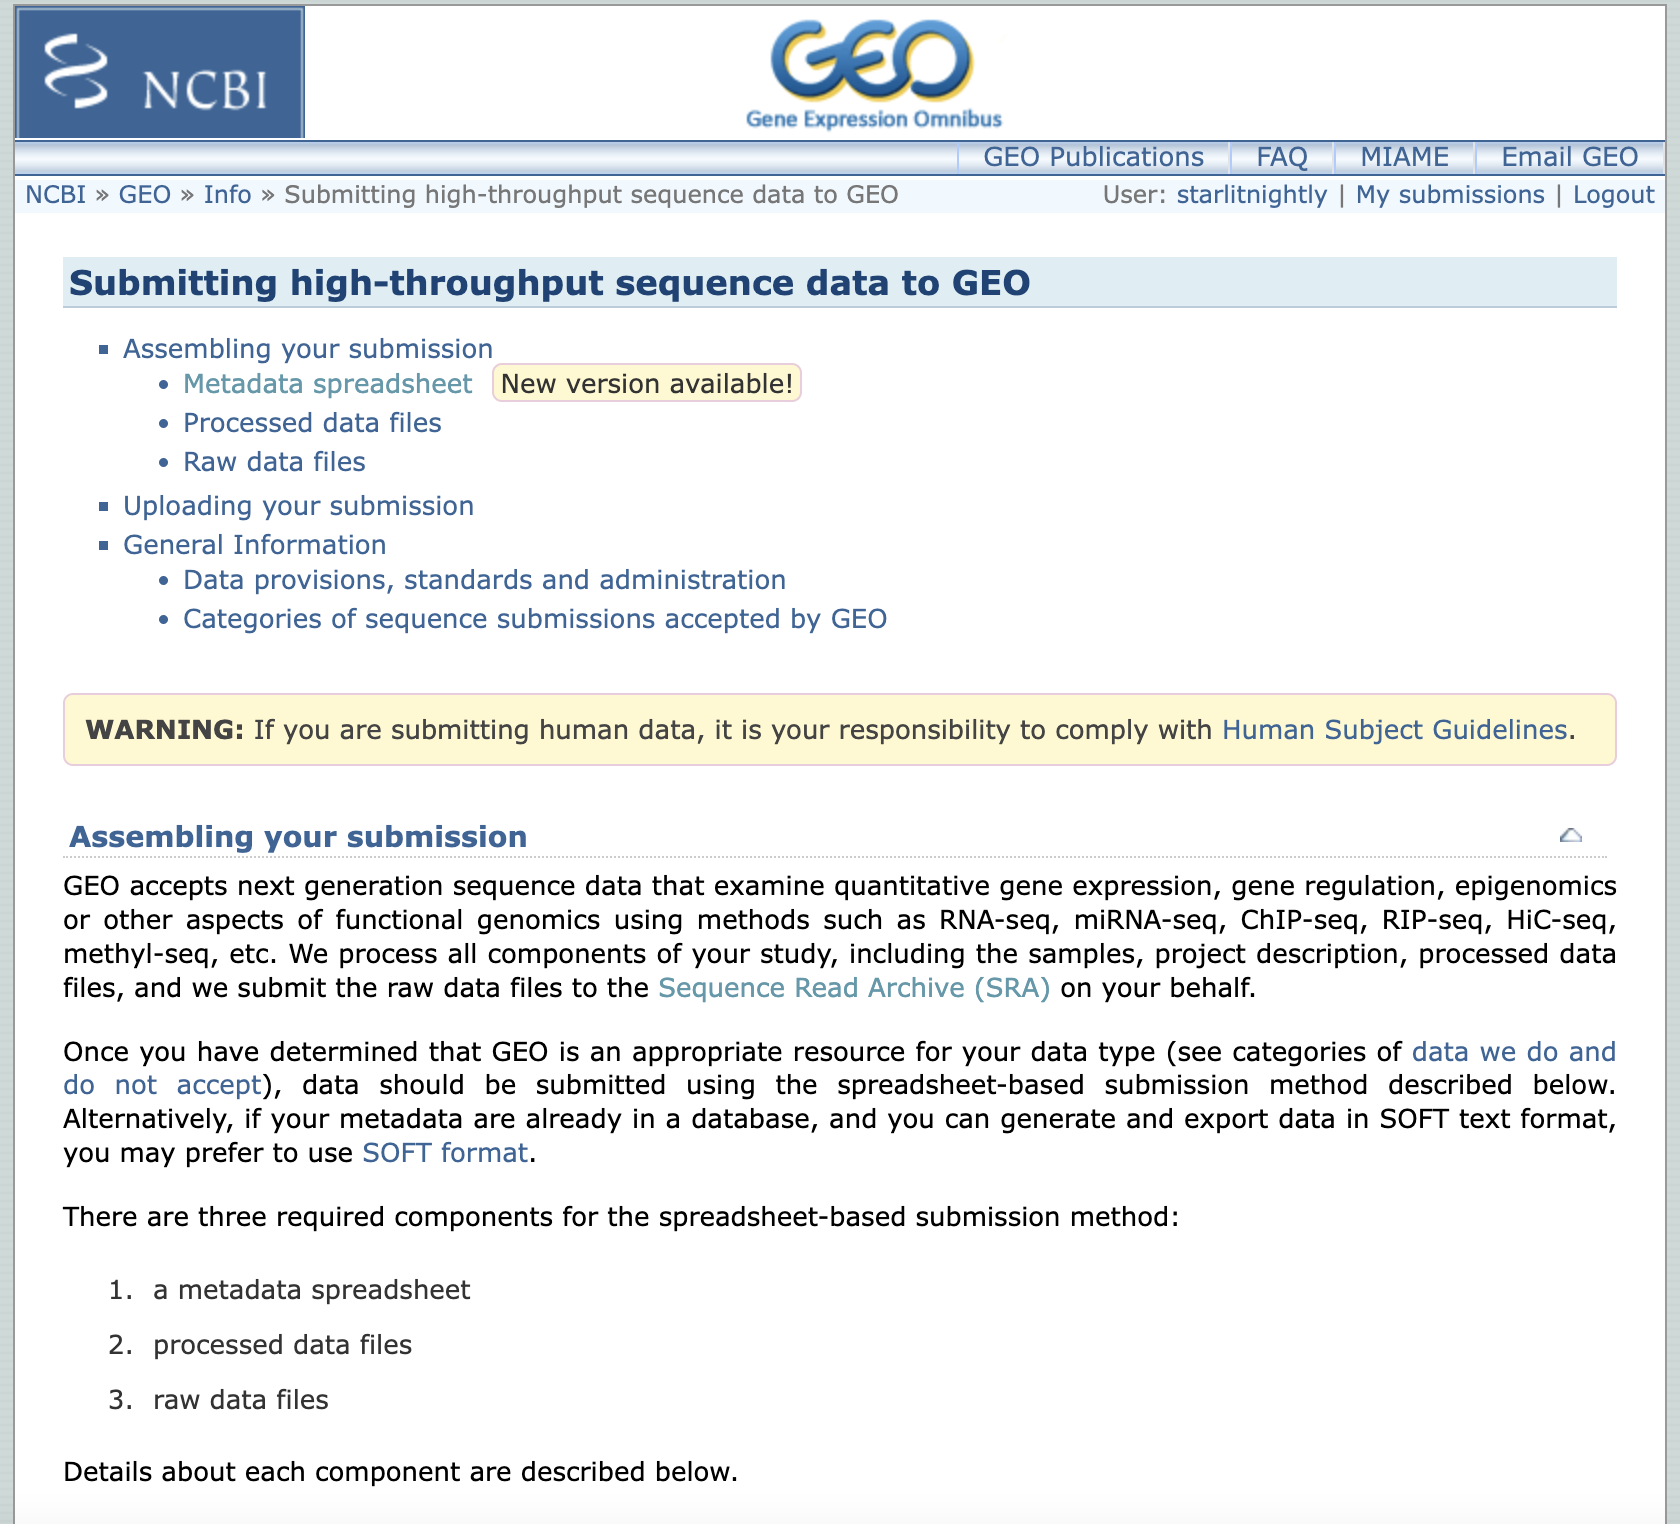 NCBI
GEO
Gene Expression Omnibus
GEO Publications FAQ MIAME Email GEO
NCBI » GEO » Info » Submitting high-throughput sequence data to GEO User: starlitnightly | My submissions | Logout
Submitting high-throughput sequence data to GEO
Assembling your submission
Metadata spreadsheet New version available!
Processed data files
Raw data files
Uploading your submission
General Information
Data provisions, standards and administration
Categories of sequence submissions accepted by GEO
WARNING: If you are submitting human data, it is your responsibility to comply with Human Subject Guidelines.
Assembling your submission
GEO accepts next generation sequence data that examine quantitative gene expression, gene regulation, epigenomics
or other aspects of functional genomics using methods such as RNA-seq, miRNA-seq, ChIP-seq, RIP-seq, HiC-seq,
methyl-seq, etc. We process all components of your study, including the samples, project description, processed data
files, and we submit the raw data files to the Sequence Read Archive (SRA) on your behalf.
Once you have determined that GEO is an appropriate resource for your data type (see categories of data we do and
do not accept), data should be submitted using the spreadsheet-based submission method described below.
Alternatively, if your metadata are already in a database, and you can generate and export data in SOFT text format,
you may prefer to use SOFT format.
There are three required components for the spreadsheet-based submission method:
1. a metadata spreadsheet
2. processed data files
3. raw data files
Details about each component are described below.